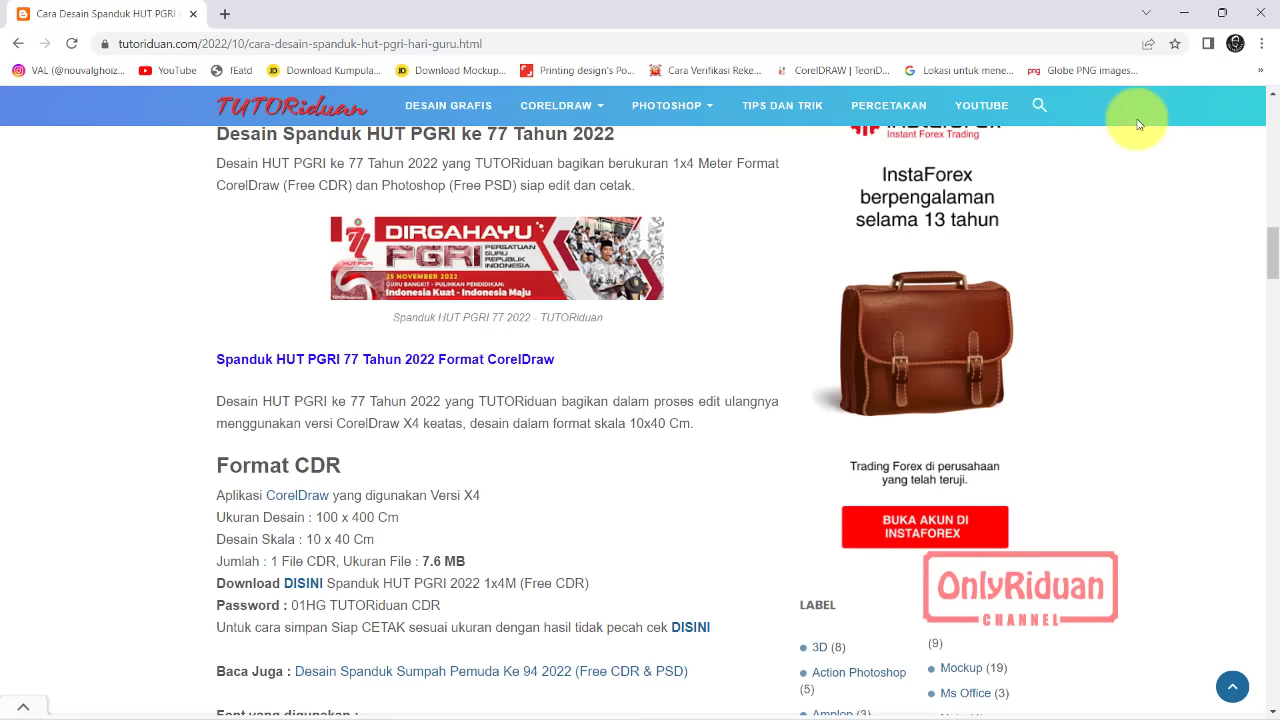 Cara Desain Spanduk HUT PGRI
tutoriduan.com/2022/10/cara-desain-spanduk-hut-pgri-hari-guru.html
VAL (@nouvalghoiz...
YouTube
fEatd
Download Kumpula...
Download Mockup...
Printing design's Po...
Cara Verifikasi Reke...
CorelDRAW | TeoriD...
Lokasi untuk mene...
Globe PNG images...
»
TUTORiduan
DESAIN GRAFIS
CORELDRAW
PHOTOSHOP
TIPS DAN TRIK
PERCETAKAN
YOUTUBE
Desain Spanduk HUT PGRI ke 77 Tahun 2022
Desain HUT PGRI ke 77 Tahun 2022 yang TUTORiduan bagikan berukuran 1x4 Meter Format
CorelDraw (Free CDR) dan Photoshop (Free PSD) siap edit dan cetak.
HUT PGRI
DIRGAHAYU
PGRI
PERSATUAN
GURU
REPUBLIK
INDONESIA
25 NOVEMBER 2022
GURU BANGKIT - PULIHKAN PENDIDIKAN:
Indonesia Kuat - Indonesia Maju
Spanduk HUT PGRI 77 2022 - TUTORiduan
Spanduk HUT PGRI 77 Tahun 2022 Format CorelDraw
Desain HUT PGRI ke 77 Tahun 2022 yang TUTORiduan bagikan dalam proses edit ulangnya
menggunakan versi CorelDraw X4 keatas, desain dalam format skala 10x40 Cm.
Format CDR
Aplikasi CorelDraw yang digunakan Versi X4
Ukuran Desain : 100 x 400 Cm
Desain Skala : 10 x 40 Cm
Jumlah : 1 File CDR, Ukuran File : 7.6 MB
Download DISINI Spanduk HUT PGRI 2022 1x4M (Free CDR)
Password : 01HG TUTORiduan CDR
Untuk cara simpan Siap CETAK sesuai ukuran dengan hasil tidak pecah cek DISINI
Baca Juga : Desain Spanduk Sumpah Pemuda Ke 94 2022 (Free CDR & PSD)
Font yang digunakan :
Instant Forex Trading
InstaForex
berpengalaman
selama 13 tahun
Trading Forex di perusahaan
yang telah teruji.
BUKA AKUN DI
INSTAFOREX
OnlyRiduan
CHANNEL
LABEL
3D (8)
Action Photoshop
(5)
Amplop (3)
(9)
Mockup (19)
Ms Office (3)